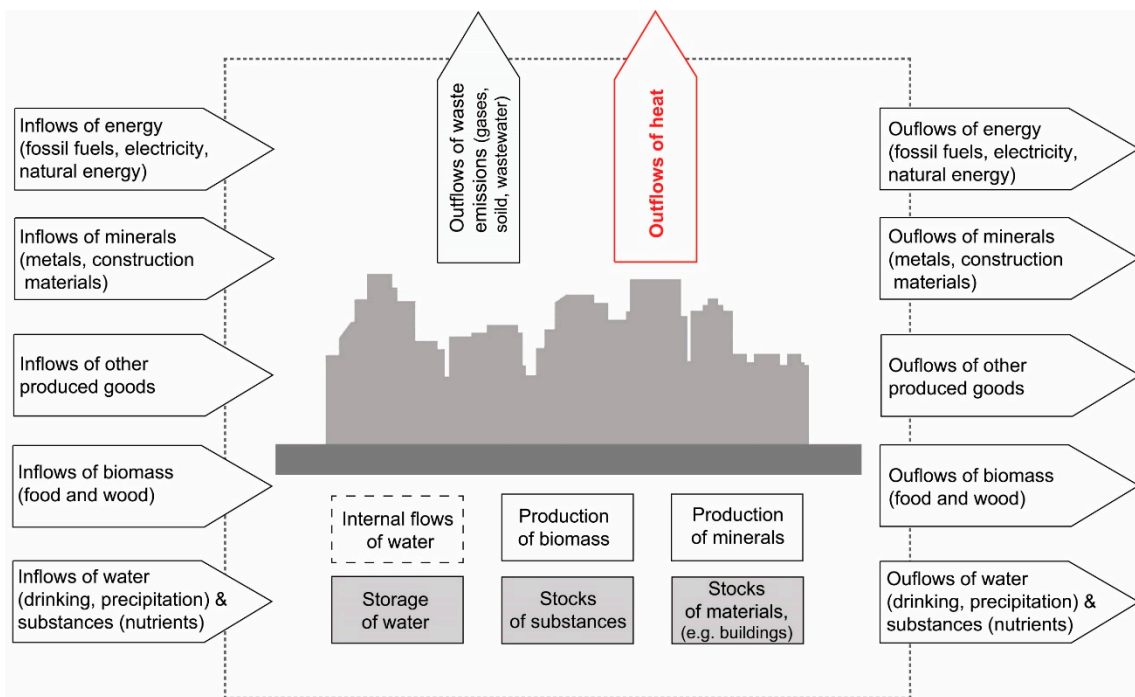 Outflows of waste
emissions (gases,
soild, wastewater)
Outflows of heat
Inflows of energy
(fossil fuels, electricity,
natural energy)
Inflows of minerals
(metals, construction
materials)
Inflows of other
produced goods
Inflows of biomass
(food and wood)
Inflows of water
(drinking, precipitation) &
substances (nutrients)
Internal flows
of water
Production
of biomass
Production
of minerals
Storage
of water
Stocks
of substances
Stocks
of materials,
(e.g. buildings)
Ouflows of energy
(fossil fuels, electricity,
natural energy)
Ouflows of minerals
(metals, construction
materials)
Ouflows of other
produced goods
Ouflows of biomass
(food and wood)
Ouflows of water
(drinking, precipitation) &
substances (nutrients)